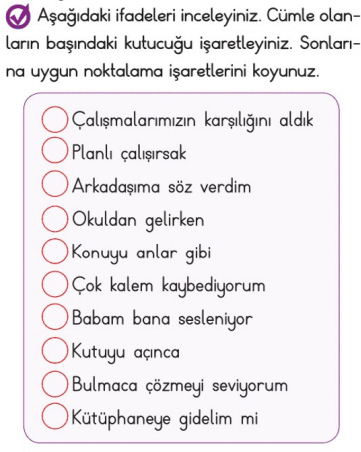 Aşağıdaki ifadeleri inceleyiniz. Cümle olan-
ların başındaki kutucuğu işaretleyiniz. Sonları-
na uygun noktalama işaretlerini koyunuz.
Çalışmalarımızın karşılığını aldık
Planlı çalışırsak
Arkadaşıma söz verdim
Okuldan gelirken
Konuyu anlar gibi
Çok kalem kaybediyorum
Babam bana sesleniyor
Kutuyu açınca
Bulmaca çözmeyi seviyorum
Kütüphaneye gidelim mi